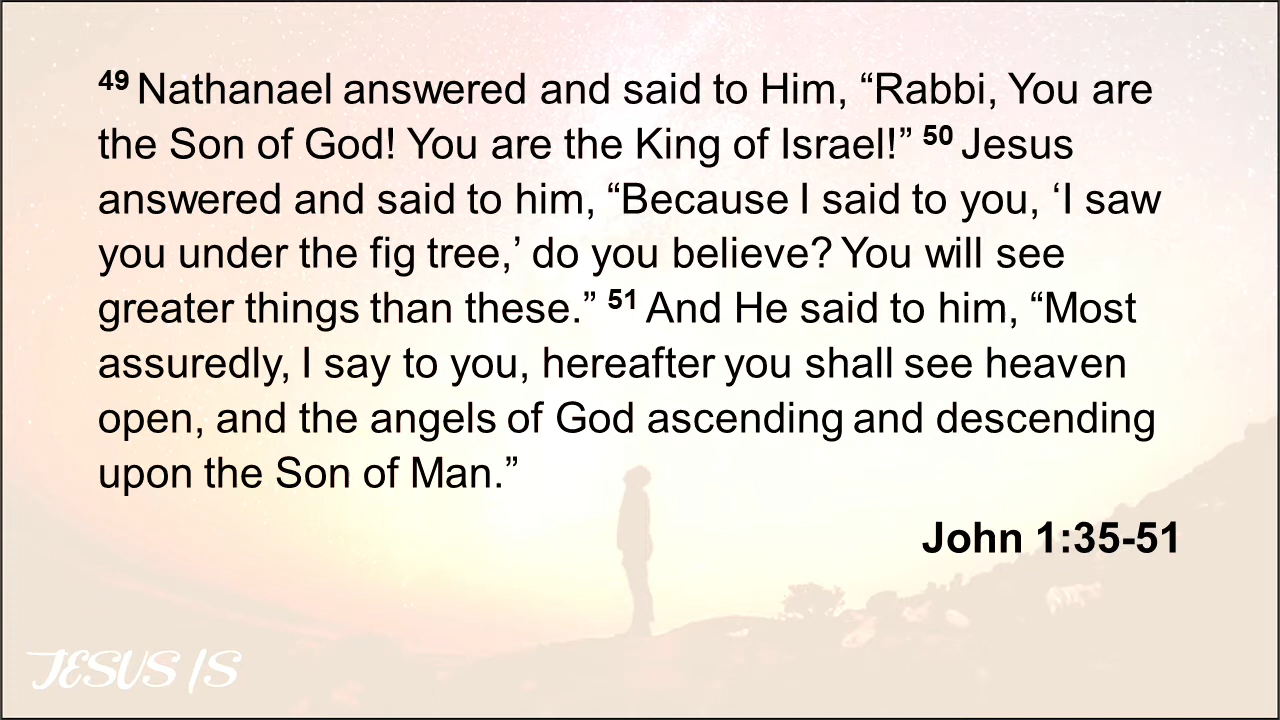 49 Nathanael answered and said to Him, “Rabbi, You are
the Son of God! You are the King of Israel!” 50 Jesus
answered and said to him, “Because I said to you, ‘I saw
you under the fig tree,’ do you believe? You will see
greater things than these.” 51 And He said to him, “Most
assuredly, I say to you, hereafter you shall see heaven
open, and the angels of God ascending and descending
upon the Son of Man.”
John 1:35-51
JESUS IS